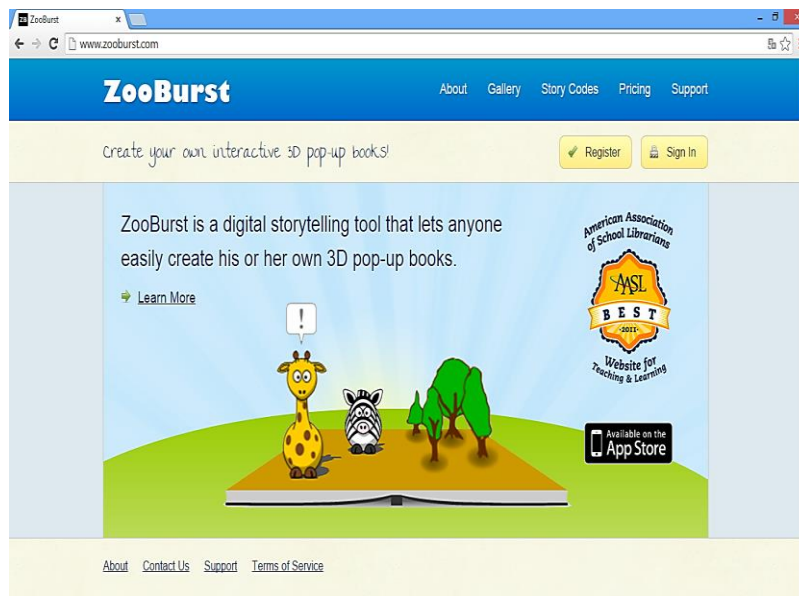 ZooBurst
www.zooburst.com
ZooBurst
About Gallery Story Codes Pricing Support
Create your own interactive 3D pop-up books!
Register Sign In
ZooBurst is a digital storytelling tool that lets anyone
easily create his or her own 3D pop-up books.
Learn More
!
American Association
of School Librarians
AASL
BEST
2011
Website for
Teaching & Learning
Available on the
App Store
About Contact Us Support Terms of Service